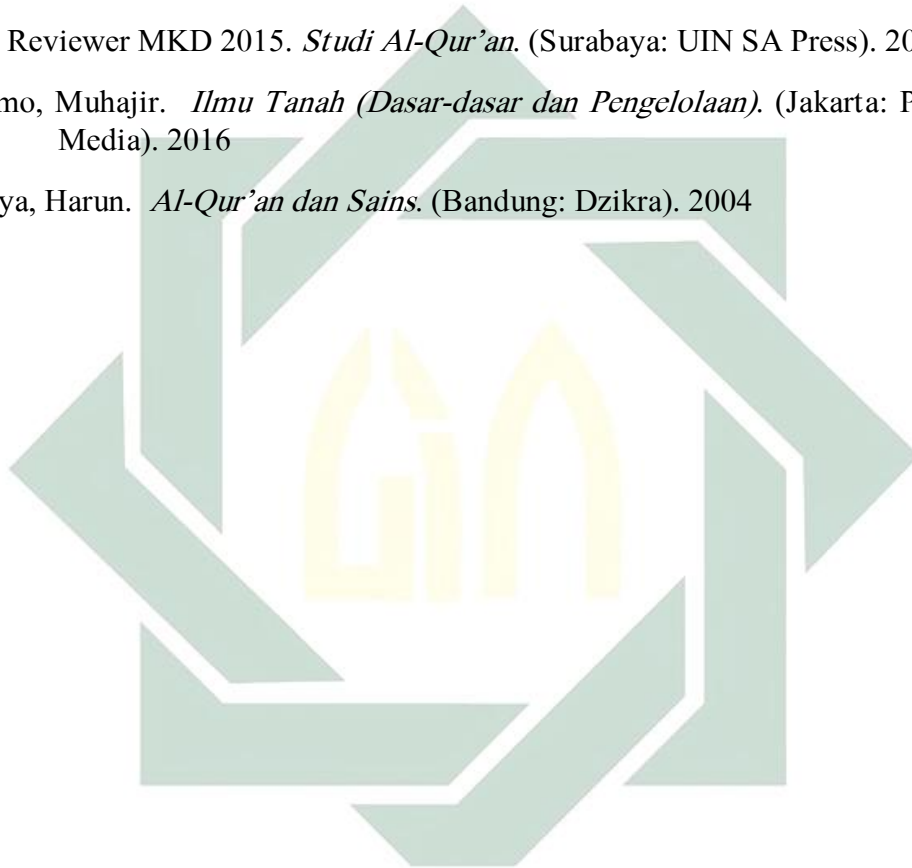 Reviewer MKD 2015. Studi Al-Qur’an. (Surabaya: UIN SA Press). 20
mo, Muhajir. Ilmu Tanah (Dasar-dasar dan Pengelolaan). (Jakarta: P
Media). 2016
ya, Harun. Al-Qur’an dan Sains. (Bandung: Dzikra). 2004